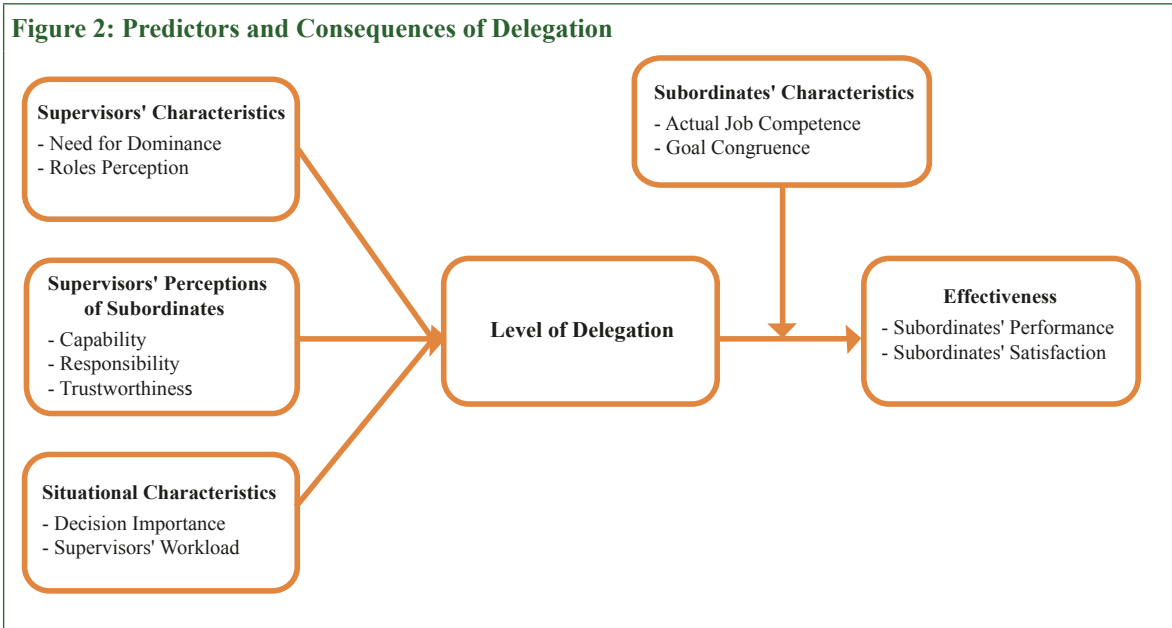 Figure 2: Predictors and Consequences of Delegation
Supervisors' Characteristics
- Need for Dominance
- Roles Perception
Supervisors' Perceptions
of Subordinates
- Capability
- Responsibility
- Trustworthiness
Situational Characteristics
- Decision Importance
- Supervisors' Workload
Level of Delegation
Subordinates' Characteristics
- Actual Job Competence
- Goal Congruence
Effectiveness
- Subordinates' Performance
- Subordinates' Satisfaction